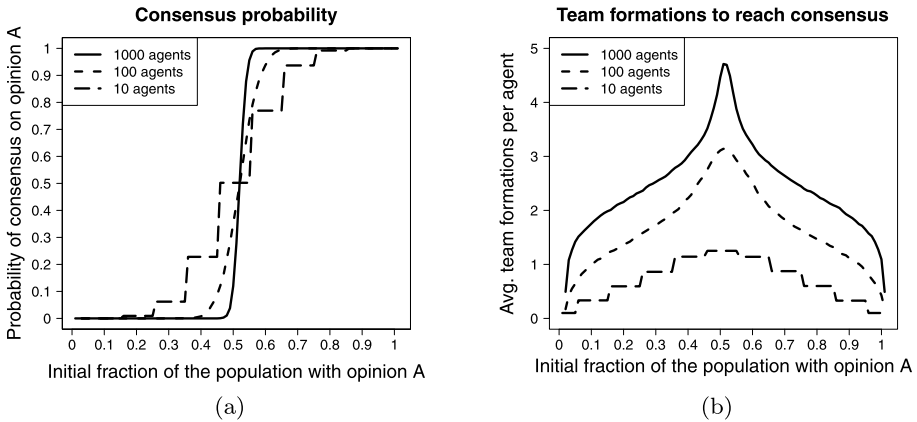 Consensus probability
Probability of consensus on opinion A
1
0.9
0.8
0.7
0.6
0.5
0.4
0.3
0.2
0.1
0
1000 agents
100 agents
10 agents
0 0.1 0.2 0.3 0.4 0.5 0.6 0.7 0.8 0.9 1
Initial fraction of the population with opinion A
(a)
Team formations to reach consensus
Avg. team formations per agent
5
4
3
2
1
0
1000 agents
100 agents
10 agents
0 0.1 0.2 0.3 0.4 0.5 0.6 0.7 0.8 0.9 1
Initial fraction of the population with opinion A
(b)